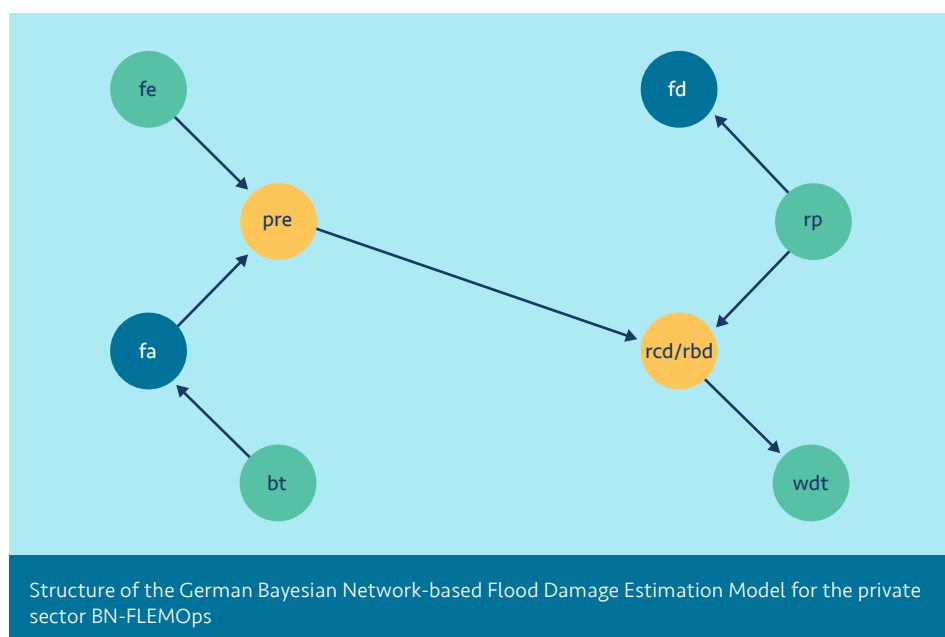 fe
fd
pre
rp
fa
rcd/rbd
bt
wdt
Structure of the German Bayesian Network-based Flood Damage Estimation Model for the private
sector BN-FLEMOps